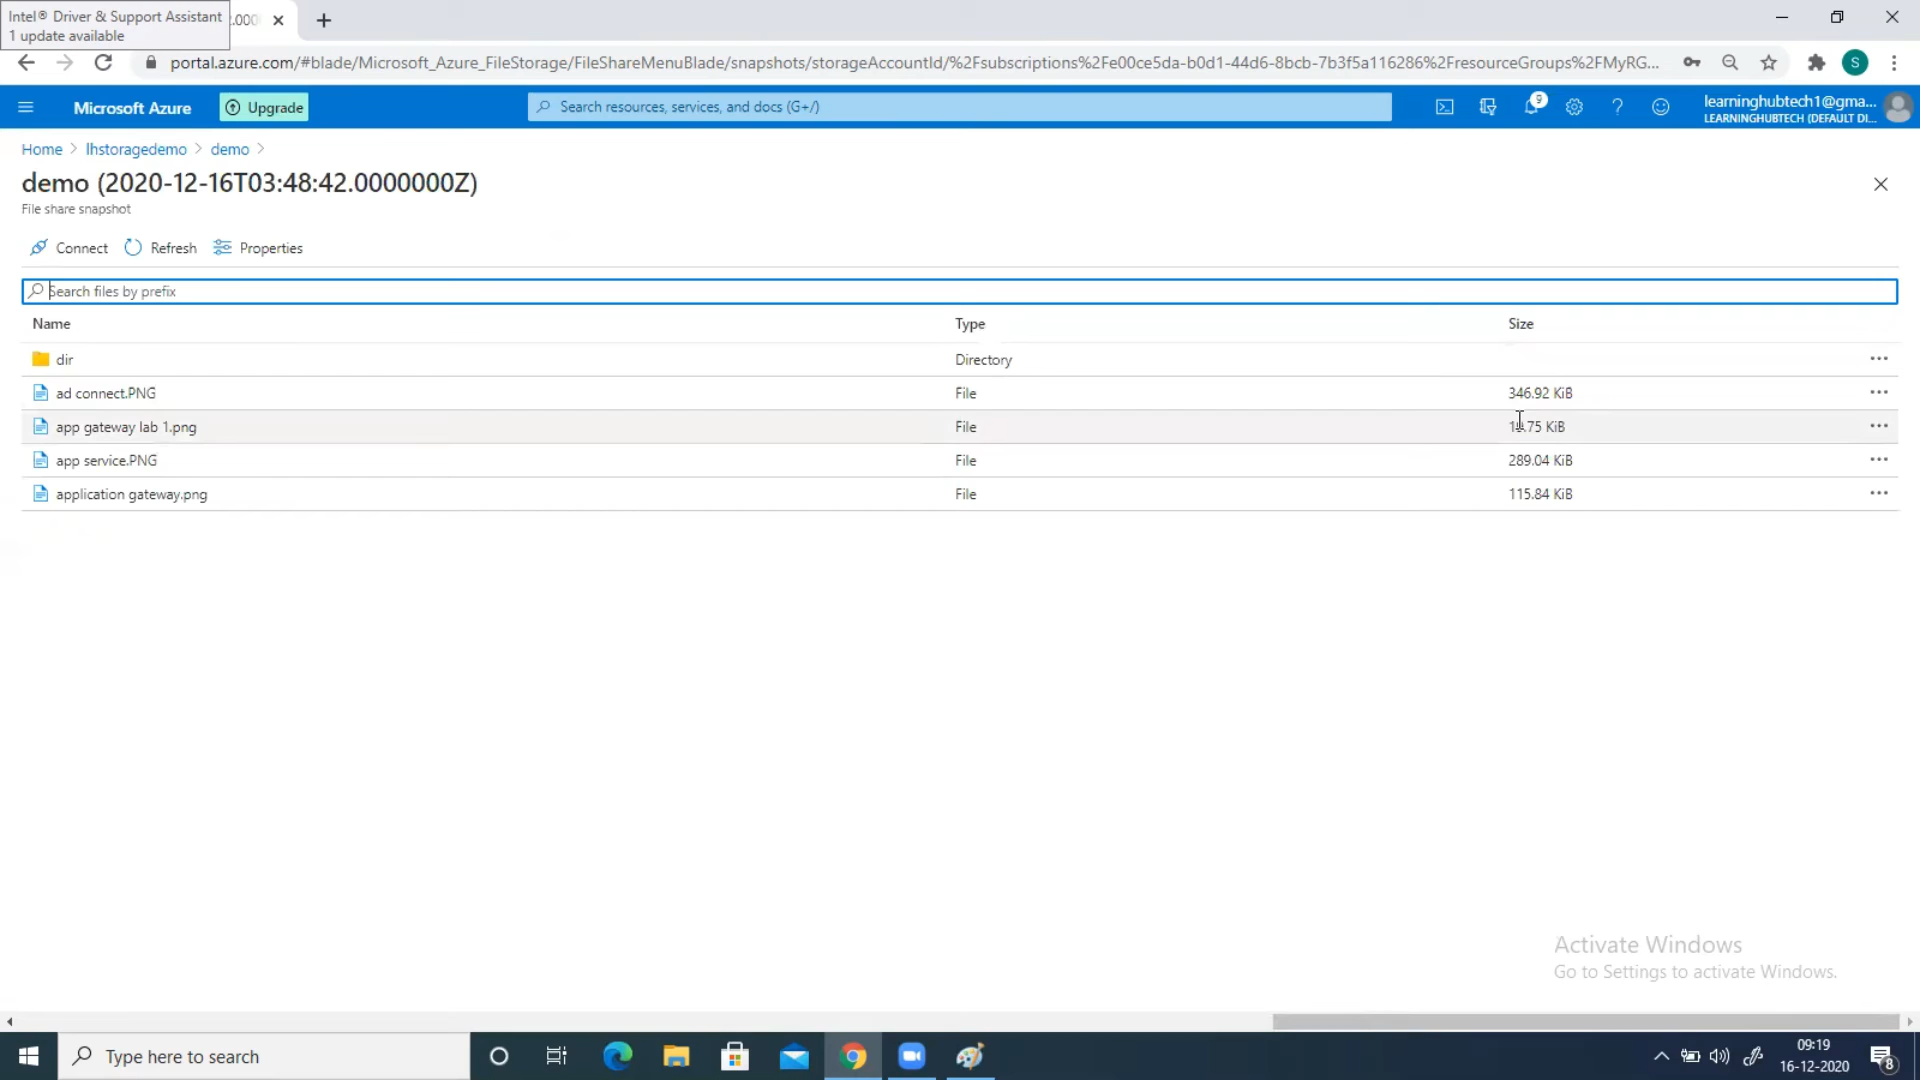 Intel® Driver & Support Assistant
1 update available
portal.azure.com/#blade/Microsoft_Azure_FileStorage/FileShareMenuBlade/snapshots/storageAccountId/%2Fsubscriptions%2Fe00ce5da-b0d1-44d6-8bcb-7b3f5a116286%2FresourceGroups%2FMyRG...
S
Microsoft Azure
Upgrade
Search resources, services, and docs (G+/)
9
learninghubtech1@gma...
LEARNINGHUBTECH (DEFAULT DI...
Home > lhstoragedemo > demo >
demo (2020-12-16T03:48:42.0000000Z)
File share snapshot
Connect Refresh Properties
Search files by prefix
Name Type Size
dir Directory
ad connect.PNG File 346.92 KiB
app gateway lab 1.png File KiB
app service.PNG File 289.04 KiB
application gateway.png File 115.84 KiB
Activate Windows
Go to Settings to activate Windows.
Type here to search
09:19
16-12-2020
8